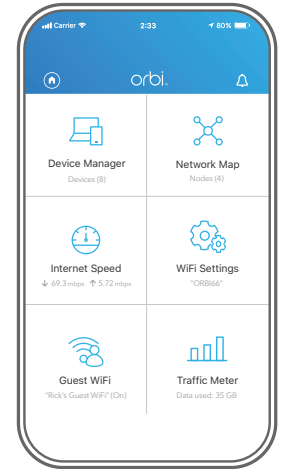 Carrier 2:33 80%
orbi
Device Manager
Devices (8)
Network Map
Nodes (4)
Internet Speed
↓ 69.3 mbps ↑ 5.72 mbps
WiFi Settings
"ORBI66"
Guest WiFi
"Rick's Guest WiFi" (On)
Traffic Meter
Data used: 35 GB